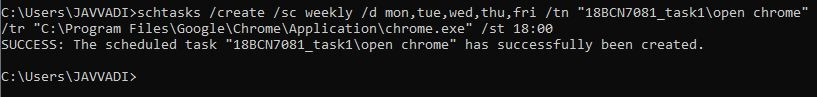 C:\Users\JAVVADI>schtasks /create /sc weekly /d mon,tue,wed,thu,fri /tn "18BCN7081_task1\open chrome"
/tr "C:\Program Files\Google\Chrome\Application\chrome.exe" /st 18:00
SUCCESS: The scheduled task "18BCN7081_task1\open chrome" has successfully been created.
C:\Users\JAVVADI>